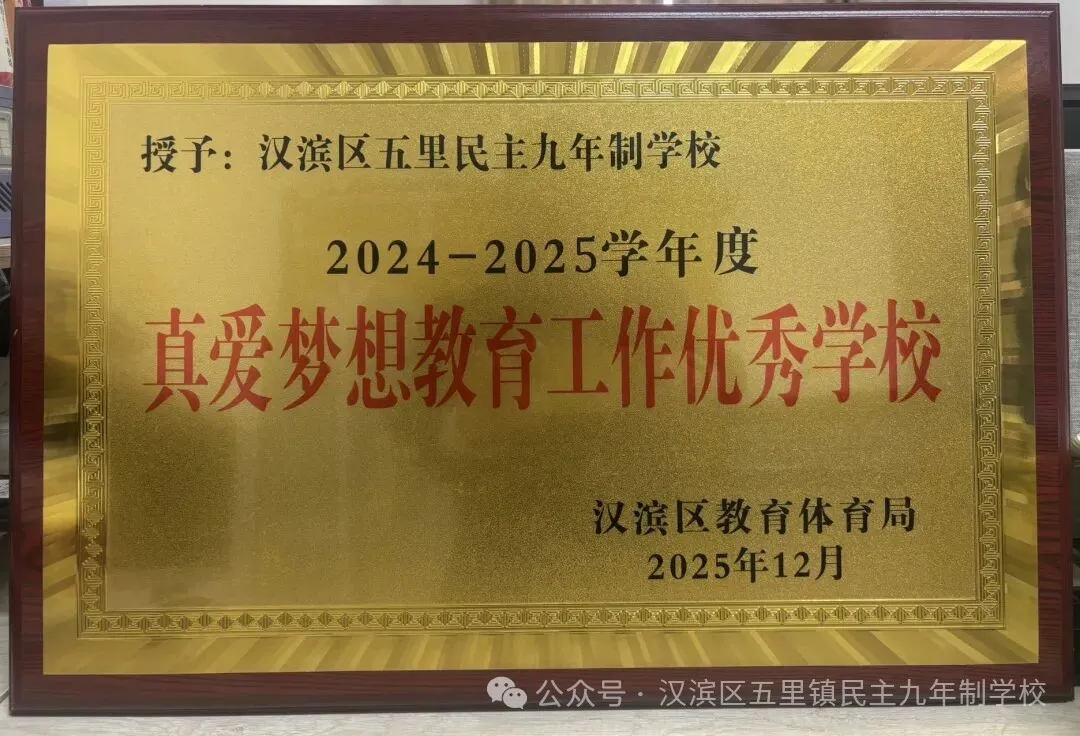 授予：汉滨区五里民主九年制学校
2024-2025学年度
真爱梦想教育工作优秀学校
汉滨区教育体育局
2025年12月
公众号·汉滨区五里镇民主九年制学校